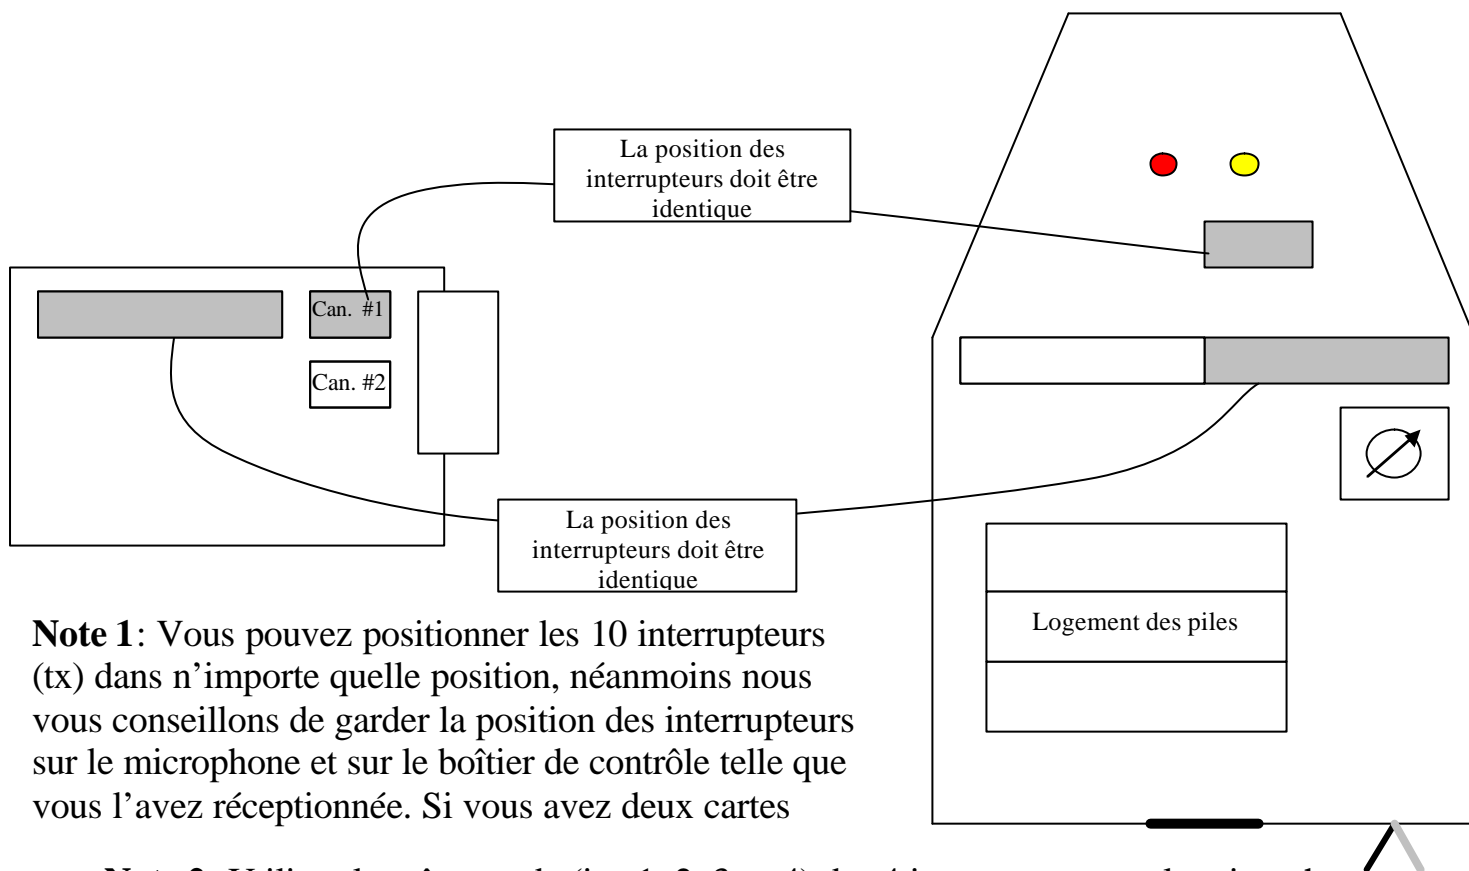 La position des
interrupteurs doit être
identique
Can. #1
Can. #2
La position des
interrupteurs doit être
identique
Logement des piles
Note 1: Vous pouvez positionner les 10 interrupteurs
(tx) dans n’importe quelle position, néanmoins nous
vous conseillons de garder la position des interrupteurs
sur le microphone et sur le boîtier de contrôle telle que
vous l’avez réceptionnée. Si vous avez deux cartes